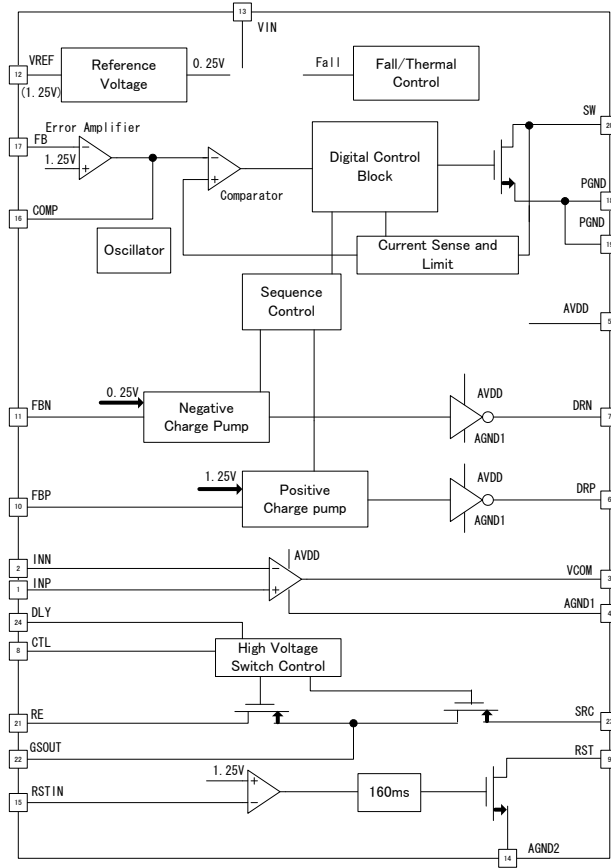 13
VIN
VREF
12
(1.25V)
Reference
Voltage
0.25V
Fall
Fall/Thermal
Control
SW
20
Error Amplifier
FB
17
1.25V
Digital Control
Block
PGND
18
COMP
16
Comparator
PGND
19
Oscillator
Current Sense and
Limit
Sequence
Control
AVDD
5
0.25V
FBN
11
Negative
Charge Pump
AVDD
DRN
7
AGND1
1.25V
FBP
10
Positive
Charge pump
AVDD
DRP
6
AGND1
INN
2
AVDD
INP
1
VCOM
3
DLY
24
AGND1
4
CTL
8
High Voltage
Switch Control
RE
21
SRC
23
GSOUT
22
RST
9
1.25V
RSTIN
15
160ms
AGND2
14